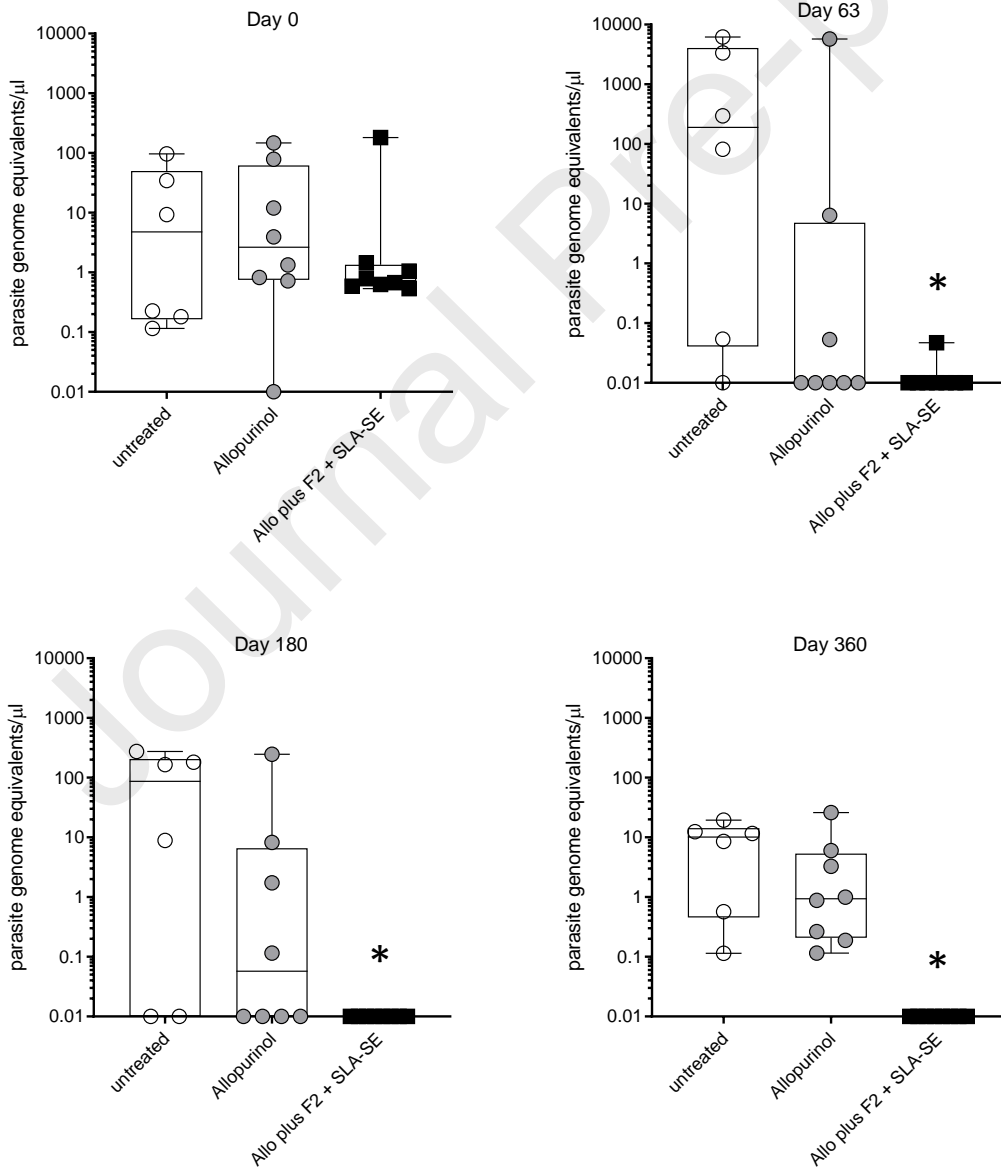 Day 0
10000
1000
100
10
1
0.1
0.01
parasite genome equivalents/µl
untreated
Allopurinol
Allo plus F2 + SLA-SE
Day 63
10000
1000
100
10
1
0.1
0.01
parasite genome equivalents/µl
*
untreated
Allopurinol
Allo plus F2 + SLA-SE
Day 180
10000
1000
100
10
1
0.1
0.01
parasite genome equivalents/µl
*
untreated
Allopurinol
Allo plus F2 + SLA-SE
Day 360
10000
1000
100
10
1
0.1
0.01
parasite genome equivalents/µl
*
untreated
Allopurinol
Allo plus F2 + SLA-SE
Journal Pre-p